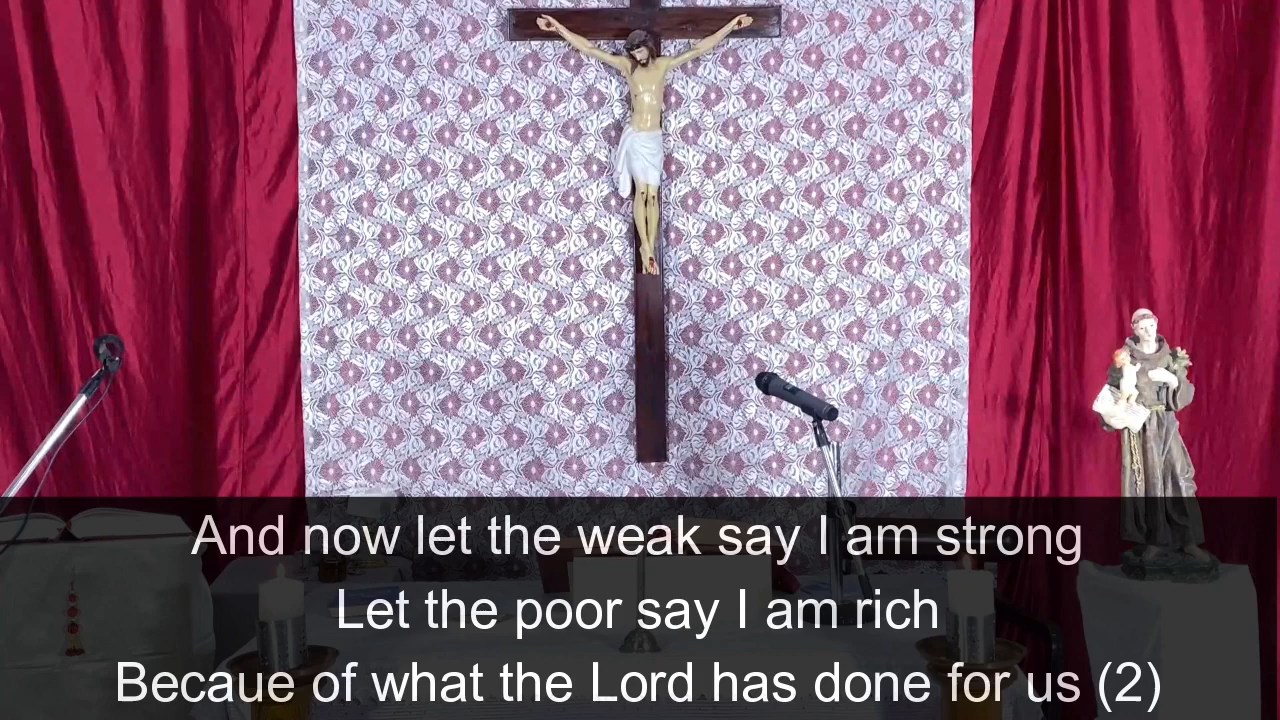 And now let the weak say I am strong
Let the poor say I am rich
Becaue of what the Lord has done for us (2)